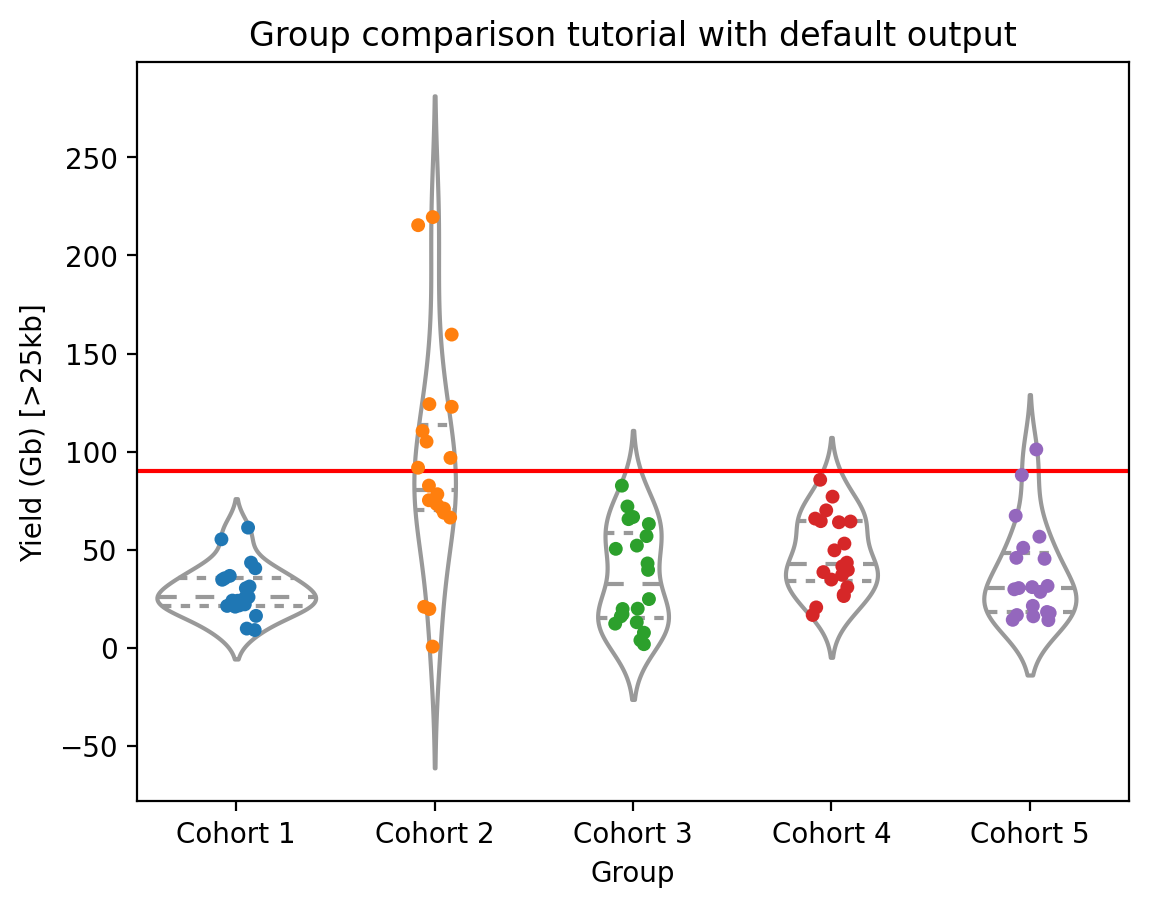 Group comparison tutorial with default output
Yield (Gb) [>25kb]
250
200
150
100
50
0
−50
Cohort 1
Cohort 2
Cohort 3
Cohort 4
Cohort 5
Group